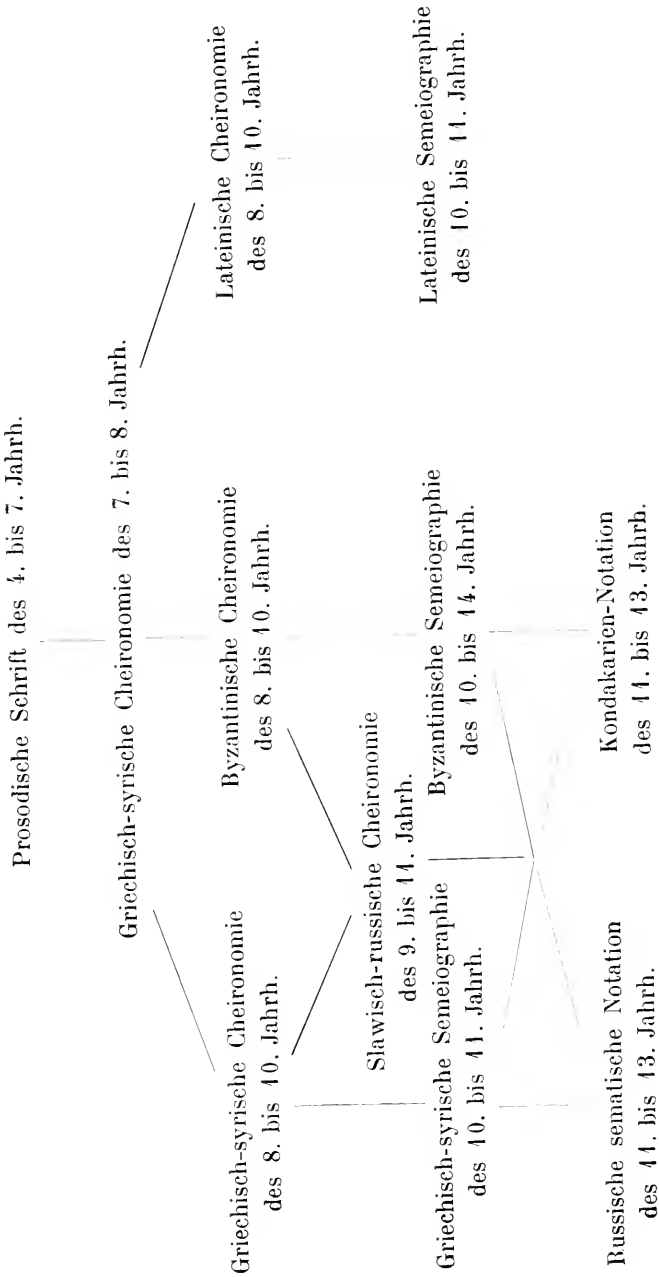 Prosodische Schrift des 4. bis 7. Jahrh.
Griechisch-syrische Cheironomie des 7. bis 8. Jahrh.
Griechisch-syrische Cheironomie
des 8. bis 10. Jahrh.
Byzantinische Cheironomie
des 8. bis 10. Jahrh.
Lateinische Cheironomie
des 8. bis 10. Jahrh.
Slawisch-russische Cheironomie
des 9. bis 11. Jahrh.
Griechisch-syrische Semeiographie
des 10. bis 11. Jahrh.
Byzantinische Semeiographie
des 10. bis 14. Jahrh.
Lateinische Semeiographie
des 10. bis 11. Jahrh.
Russische sematische Notation
des 11. bis 13. Jahrh.
Kondakarien-Notation
des 11. bis 13. Jahrh.